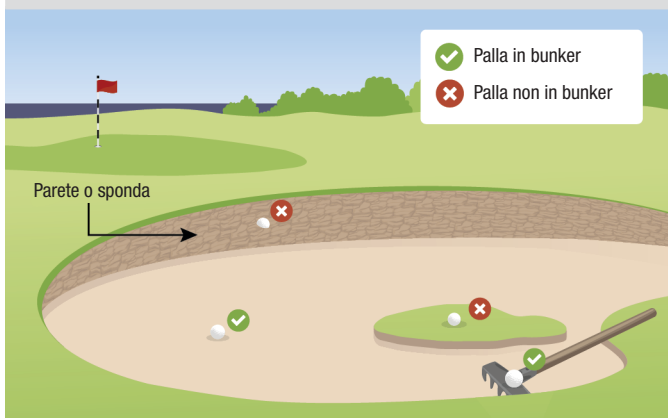 Palla in bunker
Palla non in bunker
Parete o sponda